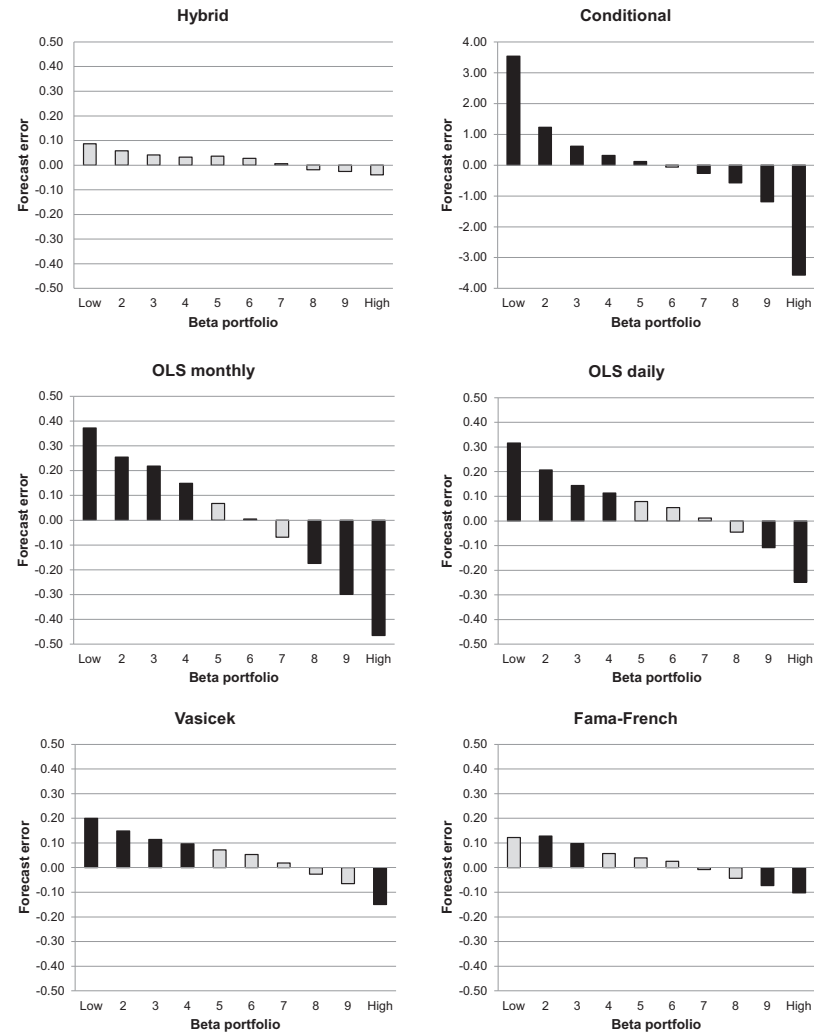 Hybrid
0.50
0.40
0.30
0.20
0.10
0.00
-0.10
-0.20
-0.30
-0.40
-0.50
Forecast error
Low 2 3 4 5 6 7 8 9 High
Beta portfolio
Conditional
4.00
3.00
2.00
1.00
0.00
-1.00
-2.00
-3.00
-4.00
Forecast error
Low 2 3 4 5 6 7 8 9 High
Beta portfolio
OLS monthly
0.50
0.40
0.30
0.20
0.10
0.00
-0.10
-0.20
-0.30
-0.40
-0.50
Forecast error
Low 2 3 4 5 6 7 8 9 High
Beta portfolio
OLS daily
0.50
0.40
0.30
0.20
0.10
0.00
-0.10
-0.20
-0.30
-0.40
-0.50
Forecast error
Low 2 3 4 5 6 7 8 9 High
Beta portfolio
Vasicek
0.50
0.40
0.30
0.20
0.10
0.00
-0.10
-0.20
-0.30
-0.40
-0.50
Forecast error
Low 2 3 4 5 6 7 8 9 High
Beta portfolio
Fama-French
0.50
0.40
0.30
0.20
0.10
0.00
-0.10
-0.20
-0.30
-0.40
-0.50
Forecast error
Low 2 3 4 5 6 7 8 9 High
Beta portfolio